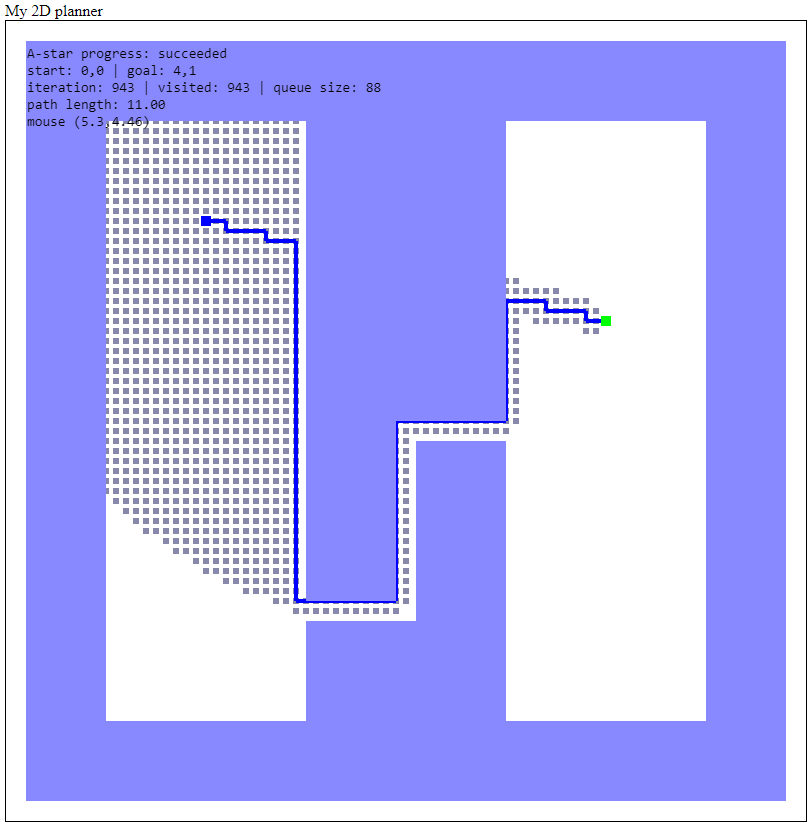 My 2D planner
A-star progress: succeeded
start: 0,0 | goal: 4,1
iteration: 943 | visited: 943 | queue size: 88
path length: 11.00
mouse (5.3,4.46)